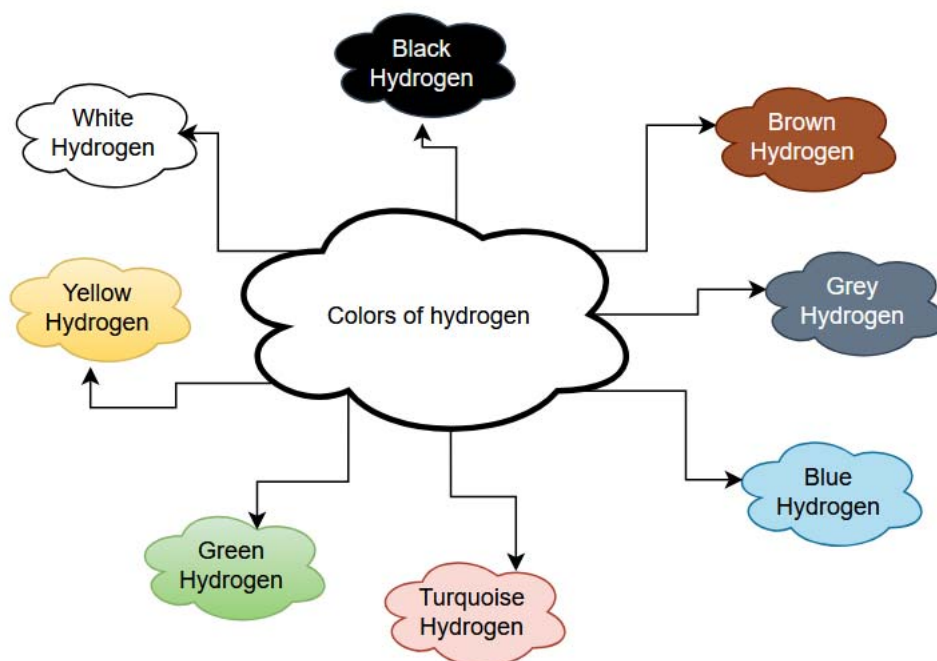 Black
Hydrogen
White
Hydrogen
Brown
Hydrogen
Yellow
Hydrogen
Colors of hydrogen
Grey
Hydrogen
Blue
Hydrogen
Green
Hydrogen
Turquoise
Hydrogen